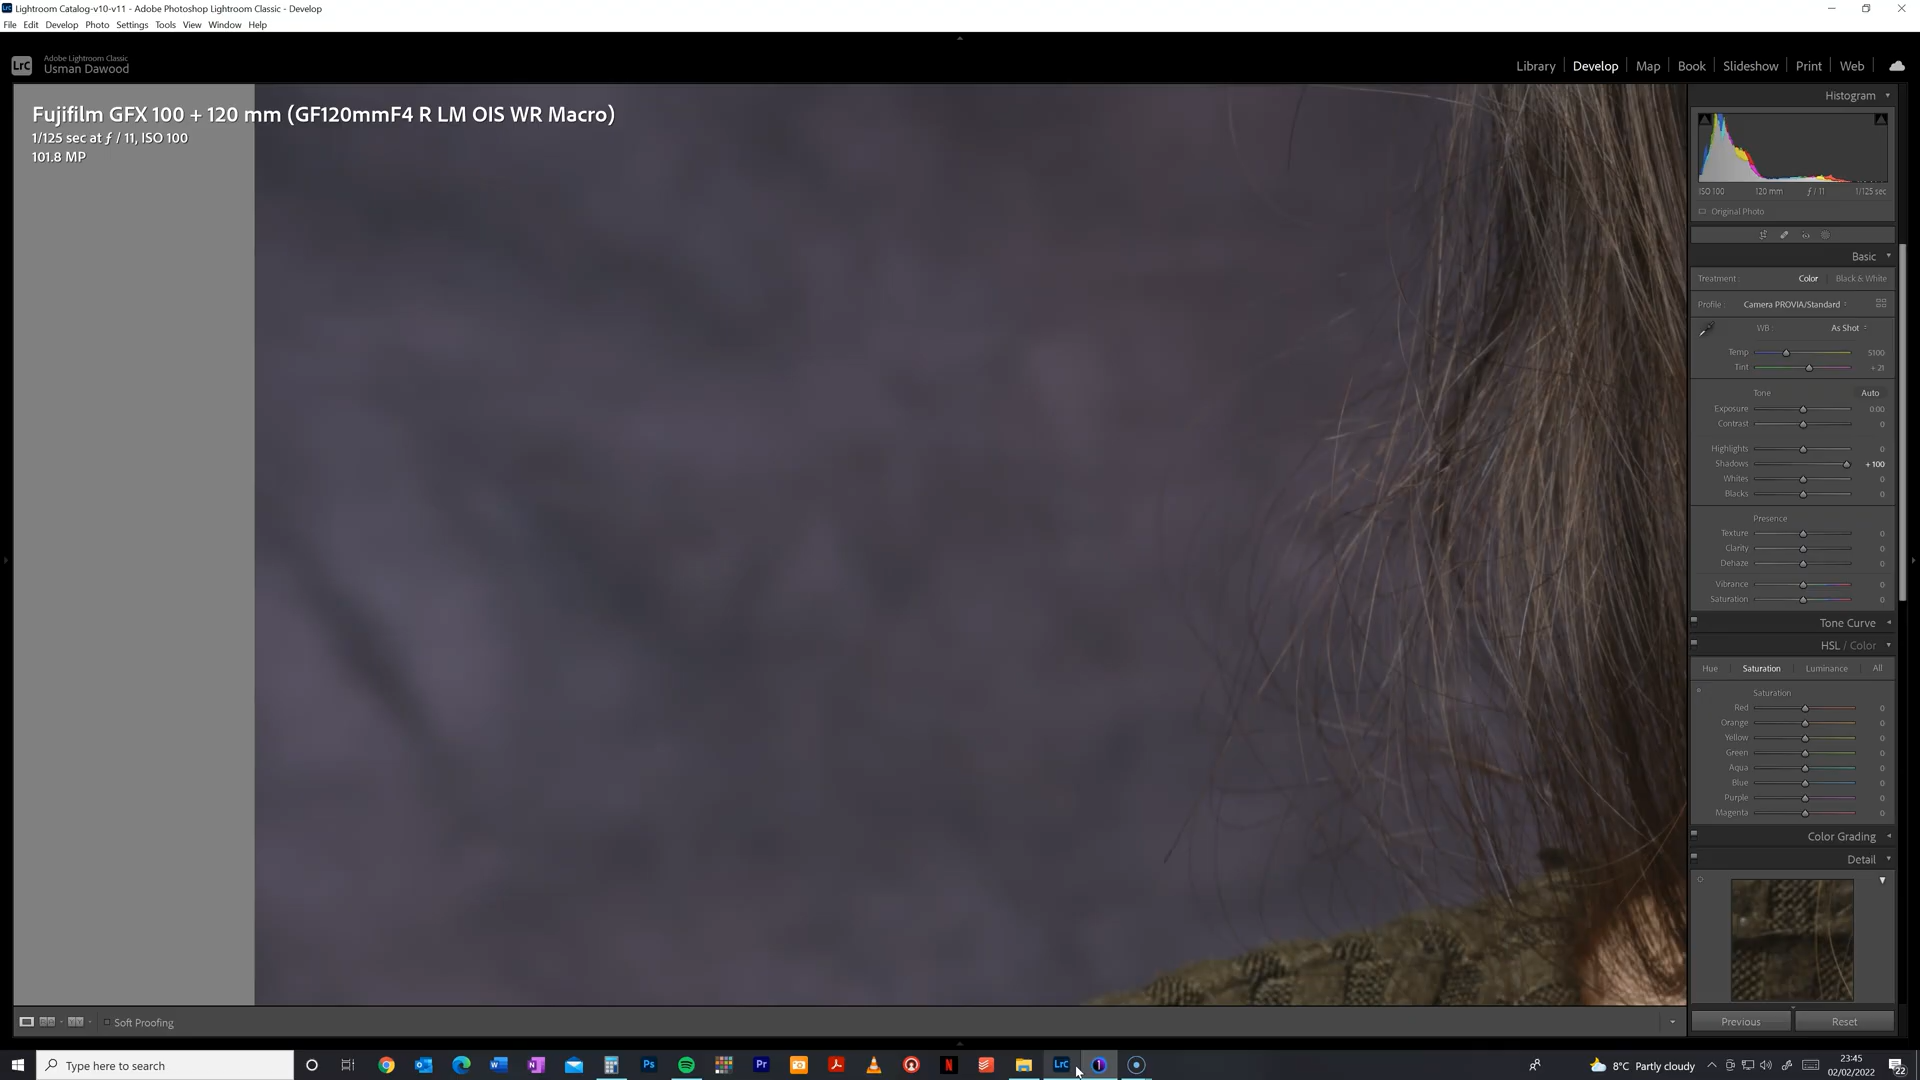 Lightroom Catalog-v10-v11 - Adobe Photoshop Lightroom Classic - Develop
File Edit Develop Photo Settings Tools View Window Help
LrC
Adobe Lightroom Classic
Usman Dawood
Library Develop Map Book Slideshow Print Web
Fujifilm GFX 100 + 120 mm (GF120mmF4 R LM OIS WR Macro)
1/125 sec at ƒ / 11, ISO 100
101.8 MP
Histogram
ISO 100 120 mm ƒ / 11 1/125 sec
Original Photo
Basic
Treatment : Color Black & White
Profile : Camera PROVIA/Standard
WB : As Shot
Temp 5100
Tint + 21
Tone Auto
Exposure 0.00
Contrast 0
Highlights 0
Shadows + 100
Whites 0
Blacks 0
Presence
Texture 0
Clarity 0
Dehaze 0
Vibrance 0
Saturation 0
Tone Curve
HSL / Color
Hue Saturation Luminance All
Saturation
Red 0
Orange 0
Yellow 0
Green 0
Aqua 0
Blue 0
Purple 0
Magenta 0
Color Grading
Detail
Soft Proofing
Previous Reset
Type here to search
Ps
Pr
LrC
1
8°C Partly cloudy
23:45
02/02/2022
22